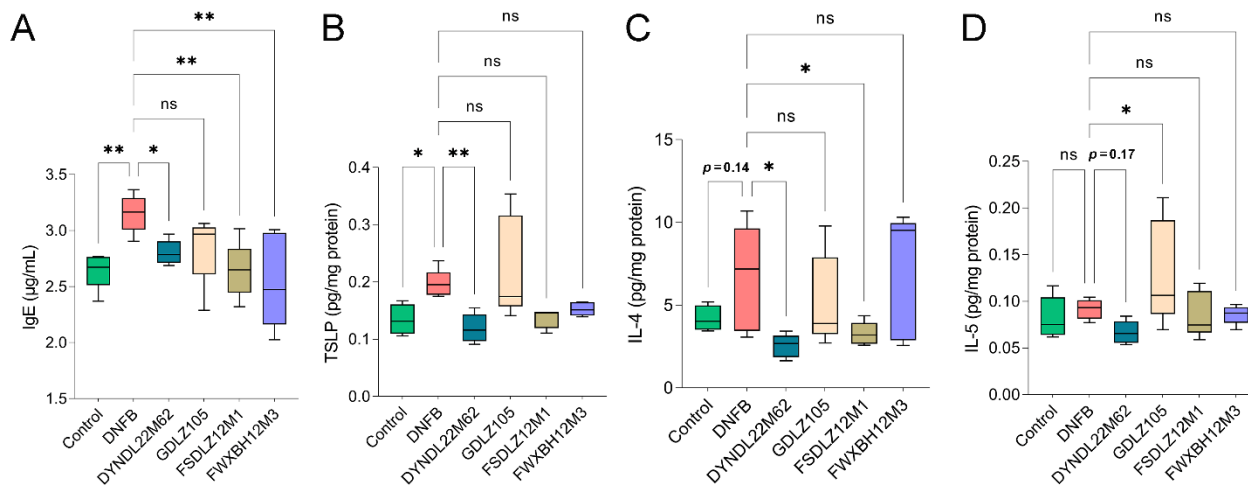 A
**
**
ns
**
*
IgE (μg/mL)
3.5
3.0
2.5
2.0
1.5
Control
DNFB
DYNDL22M62
GDLZ105
FSDLZ12M1
FWXBH12M3
B
ns
ns
ns
*
**
TSLP (pg/mg protein)
0.4
0.3
0.2
0.1
0.0
Control
DNFB
DYNDL22M62
GDLZ105
FSDLZ12M1
FWXBH12M3
C
ns
*
ns
p = 0.14
*
IL-4 (pg/mg protein)
15
10
5
0
Control
DNFB
DYNDL22M62
GDLZ105
FSDLZ12M1
FWXBH12M3
D
ns
ns
*
ns
p = 0.17
IL-5 (pg/mg protein)
0.25
0.20
0.15
0.10
0.05
0.00
Control
DNFB
DYNDL22M62
GDLZ105
FSDLZ12M1
FWXBH12M3